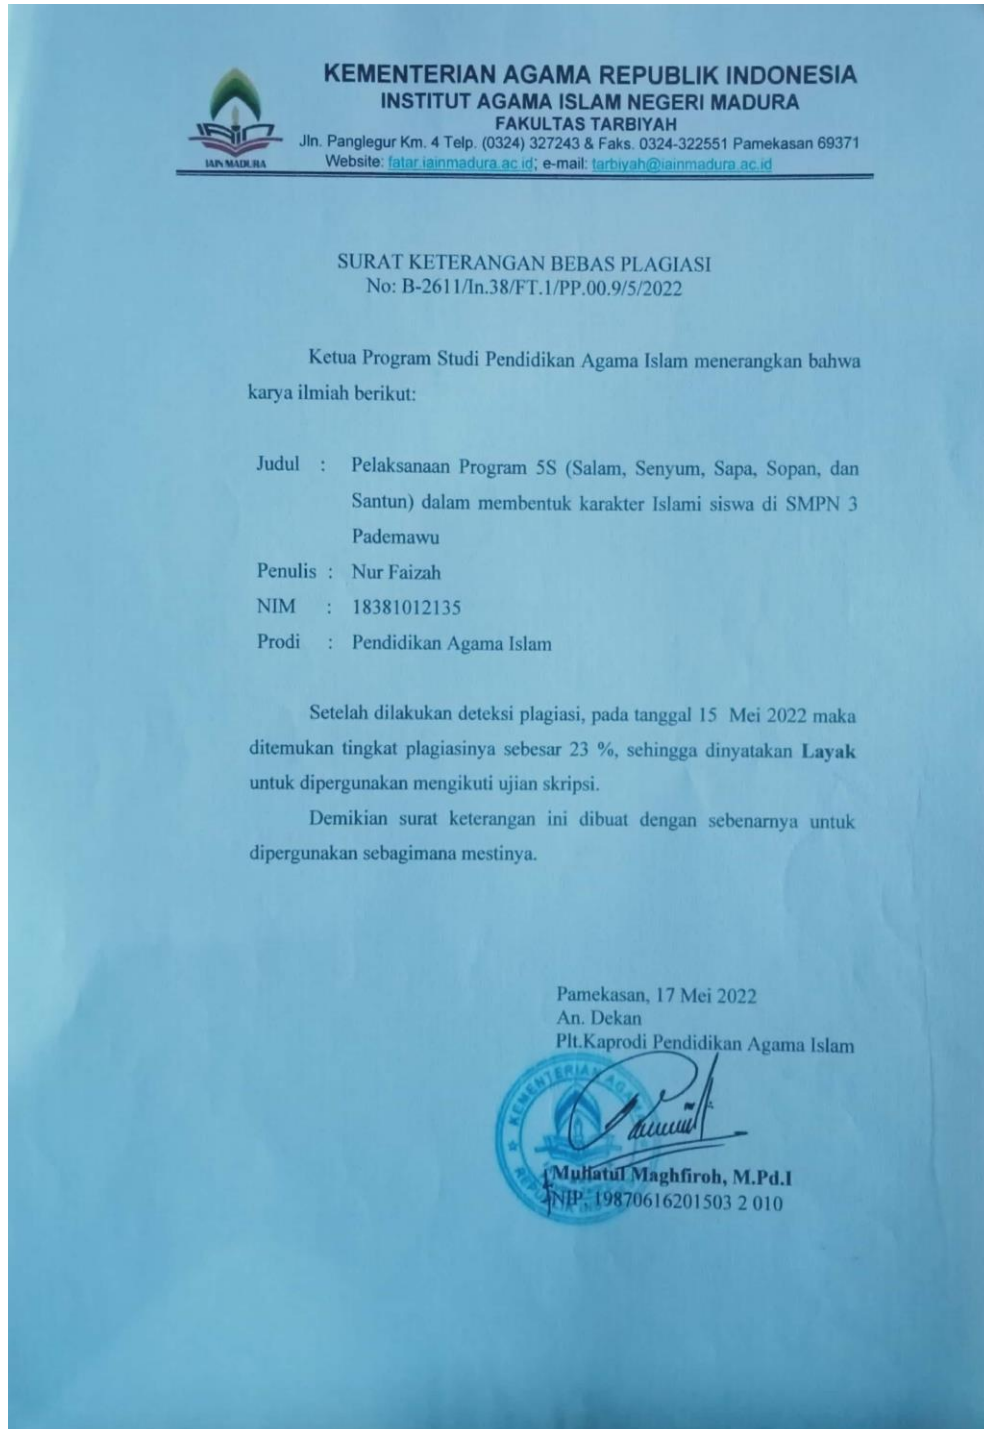 KEMENTERIAN AGAMA REPUBLIK INDONESIA
INSTITUT AGAMA ISLAM NEGERI MADURA
FAKULTAS TARBIYAH
Jln. Panglegur Km. 4 Telp. (0324) 327243 & Faks. 0324-322551 Pamekasan 69371
Website: fatar.iainmadura.ac.id; e-mail: tarbiyah@iainmadura.ac.id
IAIN MADURA
SURAT KETERANGAN BEBAS PLAGIASI
No: B-2611/In.38/FT.1/PP.00.9/5/2022
Ketua Program Studi Pendidikan Agama Islam menerangkan bahwa
karya ilmiah berikut:
Judul : Pelaksanaan Program 5S (Salam, Senyum, Sapa, Sopan, dan
Santun) dalam membentuk karakter Islami siswa di SMPN 3
Pademawu
Penulis : Nur Faizah
NIM : 18381012135
Prodi : Pendidikan Agama Islam
Setelah dilakukan deteksi plagiasi, pada tanggal 15 Mei 2022 maka
ditemukan tingkat plagiasinya sebesar 23 %, sehingga dinyatakan Layak
untuk dipergunakan mengikuti ujian skripsi.
Demikian surat keterangan ini dibuat dengan sebenarnya untuk
dipergunakan sebagimana mestinya.
Pamekasan, 17 Mei 2022
An. Dekan
Plt.Kaprodi Pendidikan Agama Islam
KEMENTERIAN AGAMA
Maghfiroh, M.Pd.I
NIP. 19870616201503 2 010